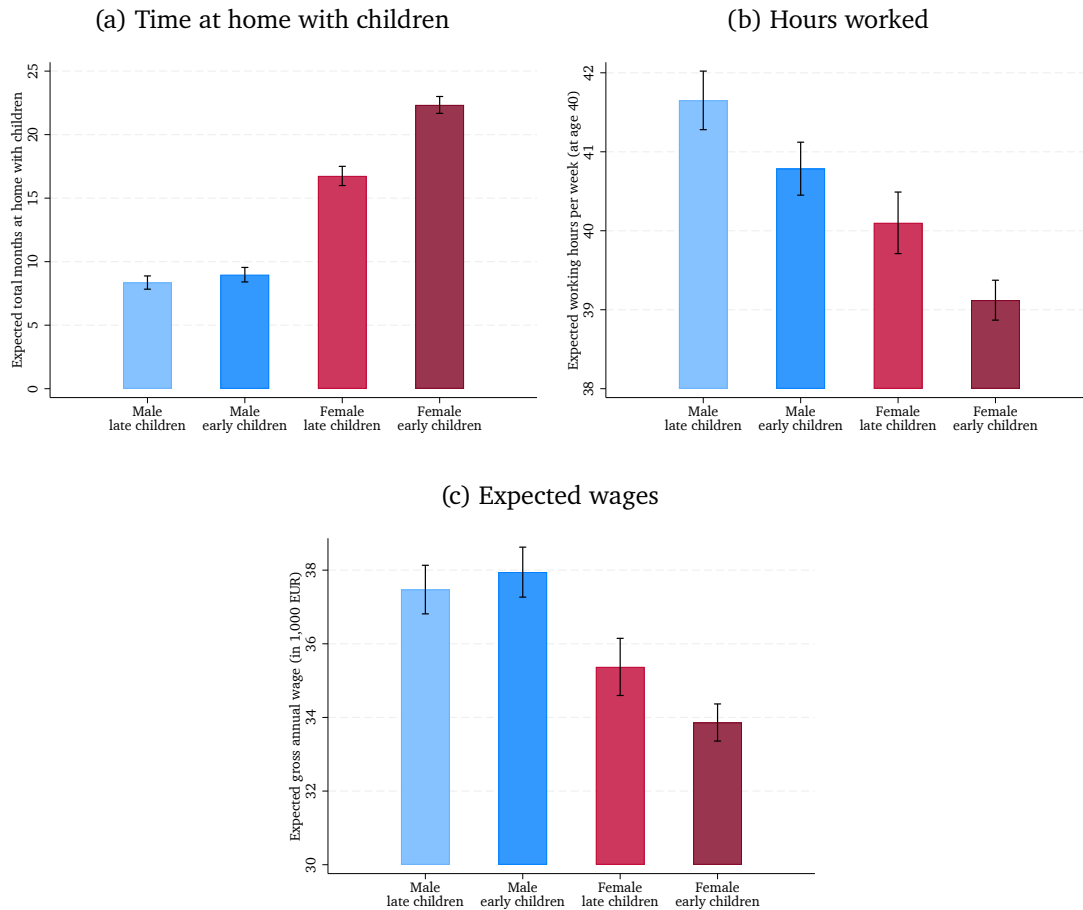 (a) Time at home with children
Expected total months at home with children
25
20
15
10
5
0
Male
late children
Male
early children
Female
late children
Female
early children
(b) Hours worked
Expected working hours per week (at age 40)
42
41
40
39
38
Male
late children
Male
early children
Female
late children
Female
early children
(c) Expected wages
Expected gross annual wage (in 1,000 EUR)
38
36
34
32
30
Male
late children
Male
early children
Female
late children
Female
early children